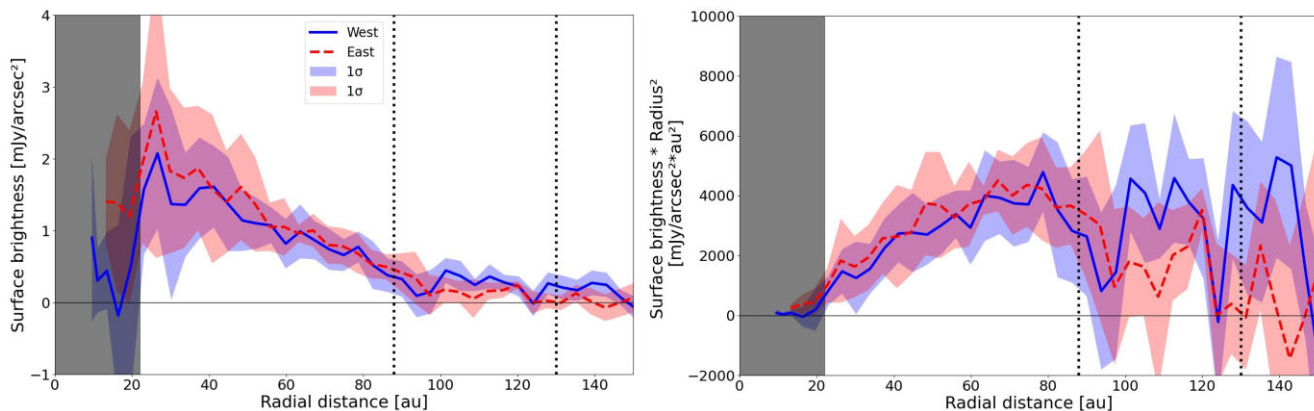 Surface brightness [mJy/arcsec²]
4
3
2
1
0
−1
West
East
1σ
1σ
0 20 40 60 80 100 120 140
Radial distance [au]
Surface brightness * Radius²
[mJy/arcsec²*au²]
10000
8000
6000
4000
2000
0
−2000
0 20 40 60 80 100 120 140
Radial distance [au]